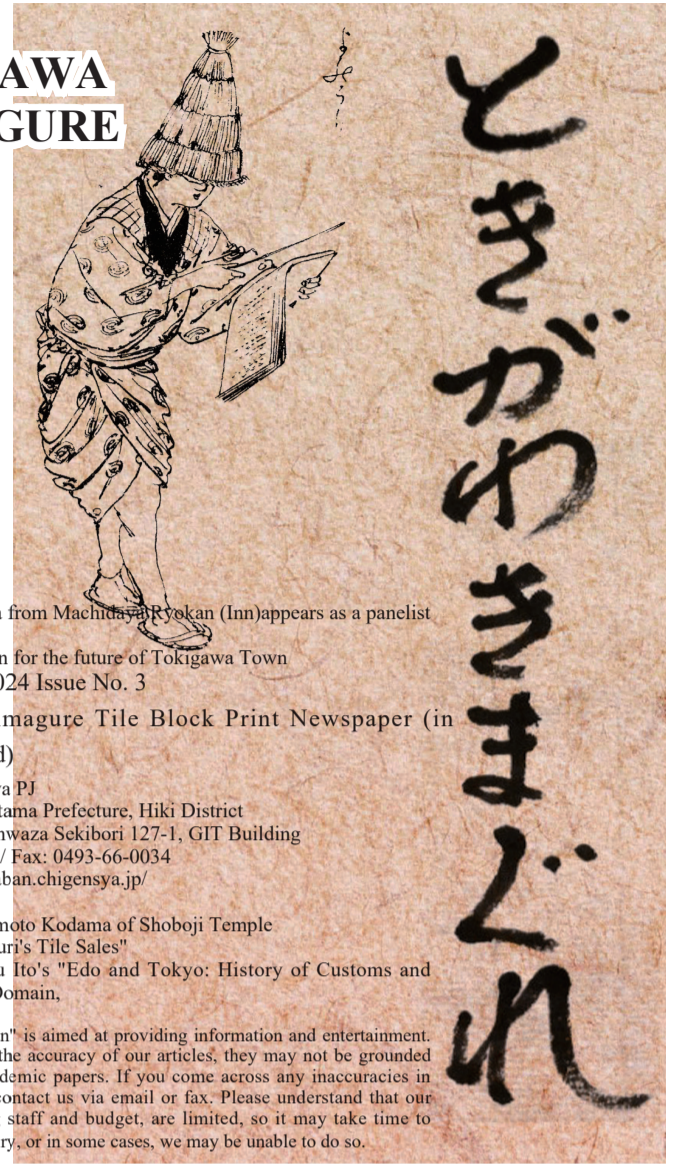 AWA
GURE
ときがわきまぐれ
from Machidaya Ryokan (Inn)appears as a panelist
n for the future of Tokigawa Town
024 Issue No. 3
magure Tile Block Print Newspaper (in
d)
ya PJ
tama Prefecture, Hiki District
nwaza Sekibori 127-1, GIT Building
/ Fax: 0493-66-0034
aban.chigensya.jp/
moto Kodama of Shoboji Temple
uri's Tile Sales"
u Ito's "Edo and Tokyo: History of Customs and
Domain,
n" is aimed at providing information and entertainment.
the accuracy of our articles, they may not be grounded
demic papers. If you come across any inaccuracies in
contact us via email or fax. Please understand that our
staff and budget, are limited, so it may take time to
ry, or in some cases, we may be unable to do so.